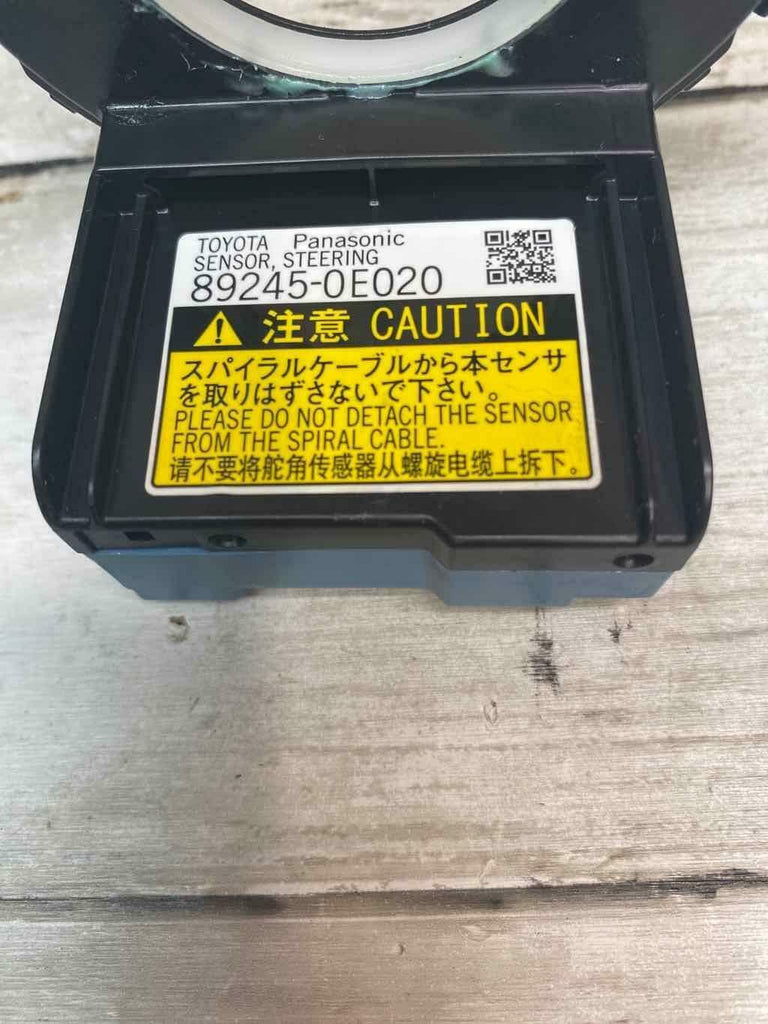 TOYOTA Panasonic
SENSOR, STEERING
89245-0E020
注意 CAUTION
スパイラルケーブルから本センサ
を取りはずさないで下さい。
PLEASE DO NOT DETACH THE SENSOR
FROM THE SPIRAL CABLE.
请不要将舵角传感器从螺旋电缆上拆下。